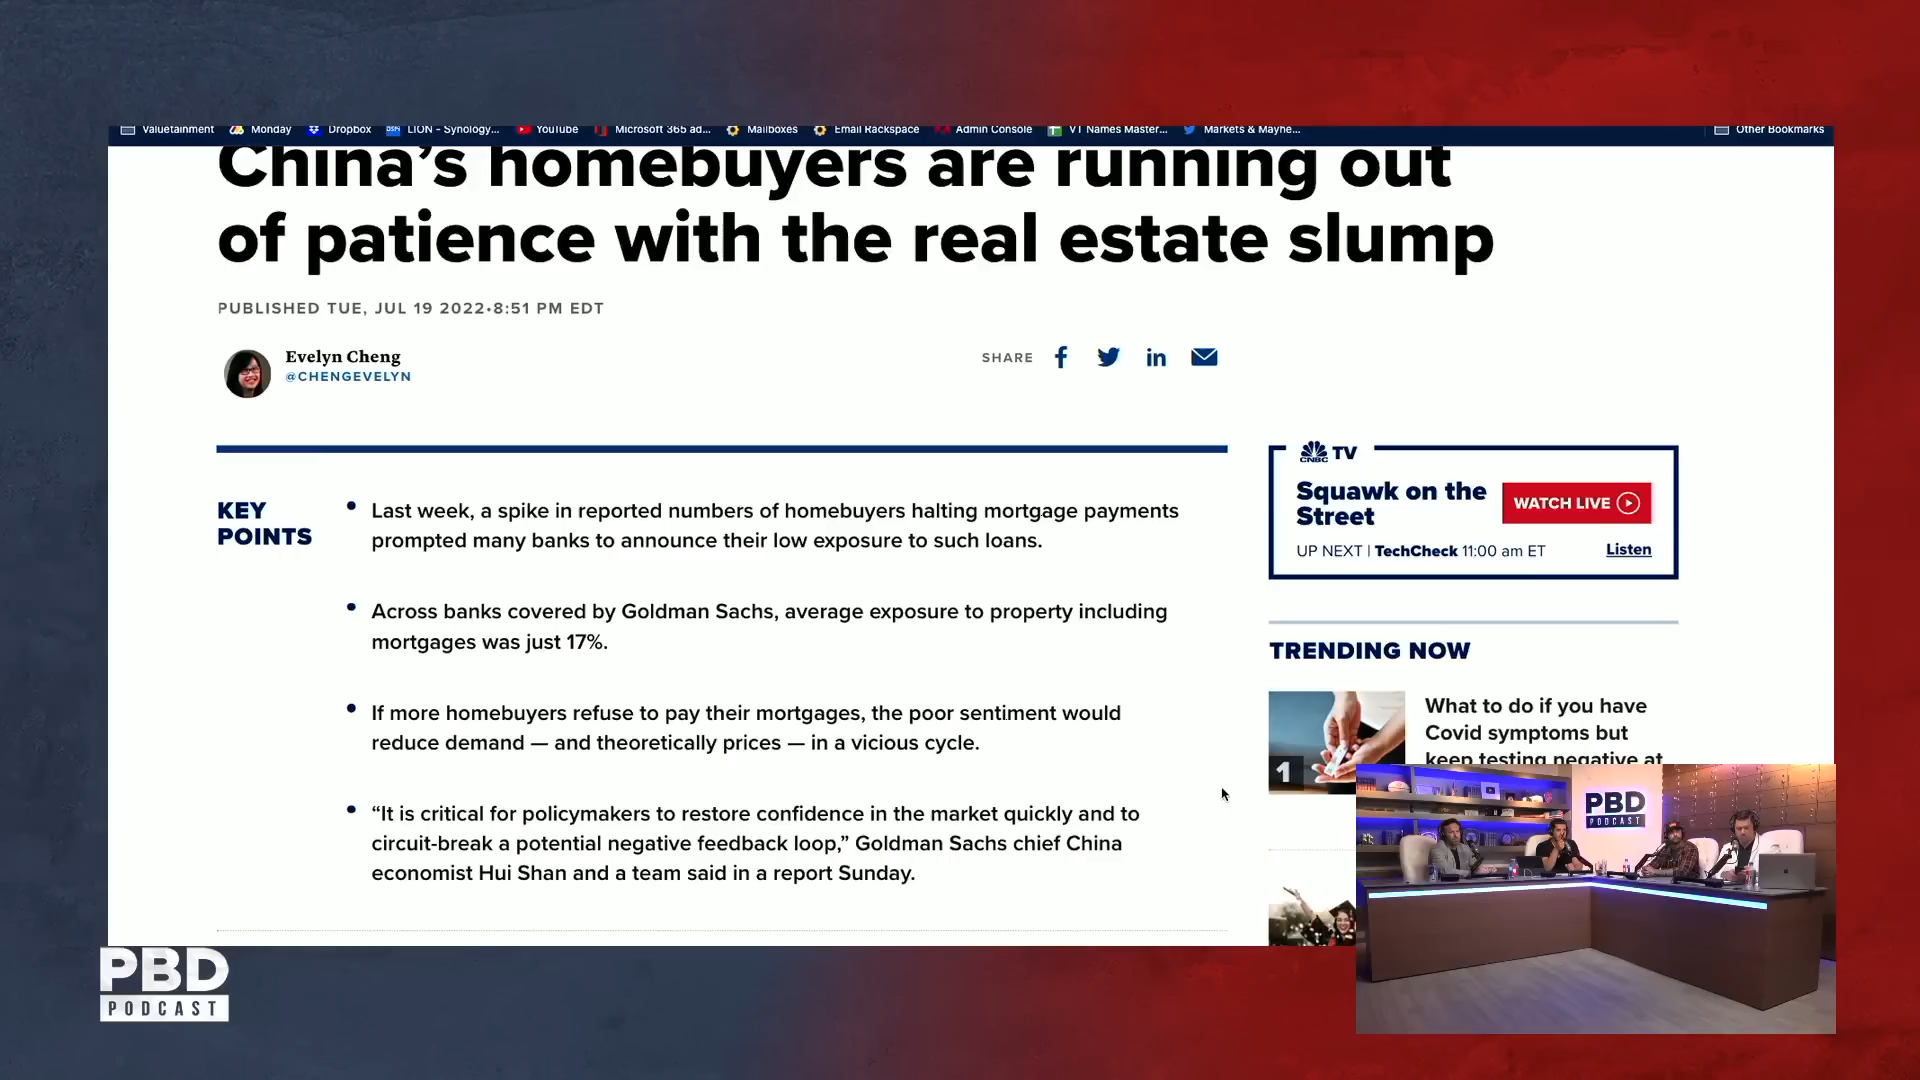 Valuetainment Monday Dropbox LION - Synology... YouTube Microsoft 365 ad... Mailboxes Email Rackspace Admin Console VT Names Master... Markets & Mayhe... Other Bookmarks
China’s homebuyers are running out
of patience with the real estate slump
PUBLISHED TUE, JUL 19 2022•8:51 PM EDT
Evelyn Cheng
@CHENGEVELYN
SHARE
KEY
POINTS
• Last week, a spike in reported numbers of homebuyers halting mortgage payments
prompted many banks to announce their low exposure to such loans.
• Across banks covered by Goldman Sachs, average exposure to property including
mortgages was just 17%.
• If more homebuyers refuse to pay their mortgages, the poor sentiment would
reduce demand — and theoretically prices — in a vicious cycle.
• “It is critical for policymakers to restore confidence in the market quickly and to
circuit-break a potential negative feedback loop,” Goldman Sachs chief China
economist Hui Shan and a team said in a report Sunday.
CNBC TV
Squawk on the
Street
WATCH LIVE
UP NEXT | TechCheck 11:00 am ET
Listen
TRENDING NOW
1
What to do if you have
Covid symptoms but
keep testing negative at
PBD
PODCAST
PBD
PODCAST